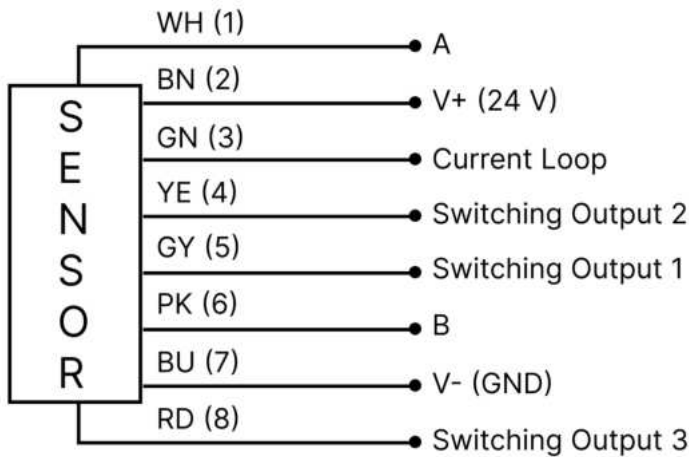 WH (1) A
BN (2) V+ (24 V)
GN (3) Current Loop
YE (4) Switching Output 2
GY (5) Switching Output 1
PK (6) B
BU (7) V- (GND)
RD (8) Switching Output 3
SENSOR